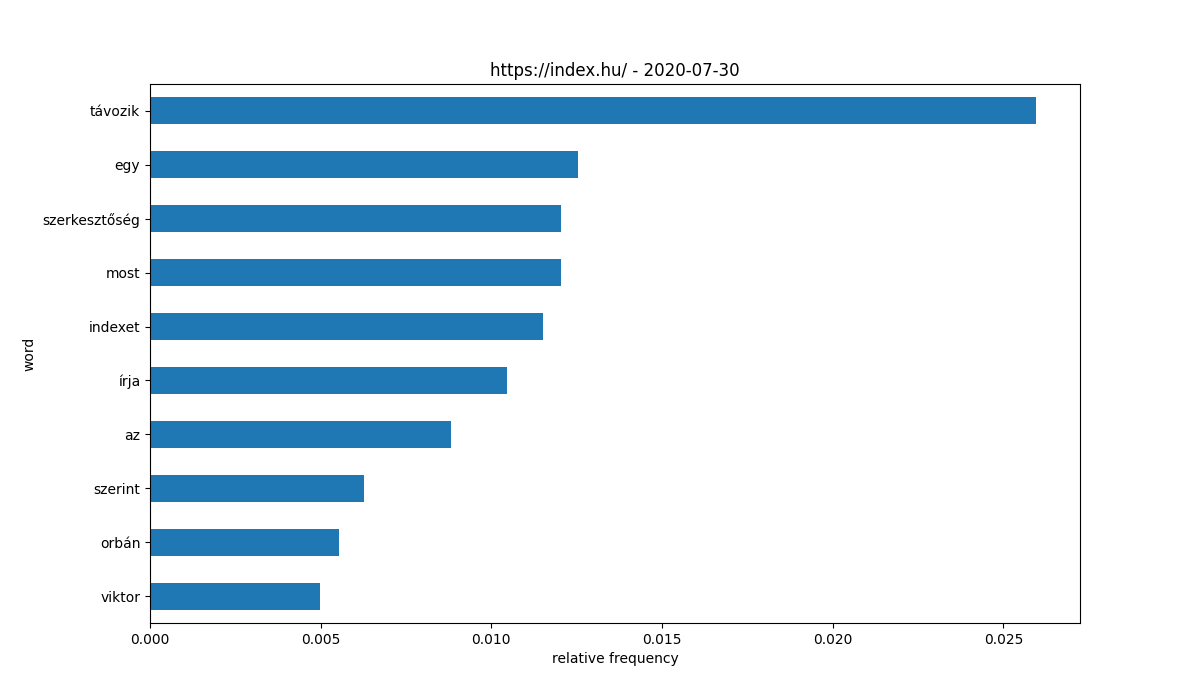 https://index.hu/ - 2020-07-30
távozik
egy
szerkesztőség
most
indexet
írja
az
szerint
orbán
viktor
word
0.000 0.005 0.010 0.015 0.020 0.025
relative frequency